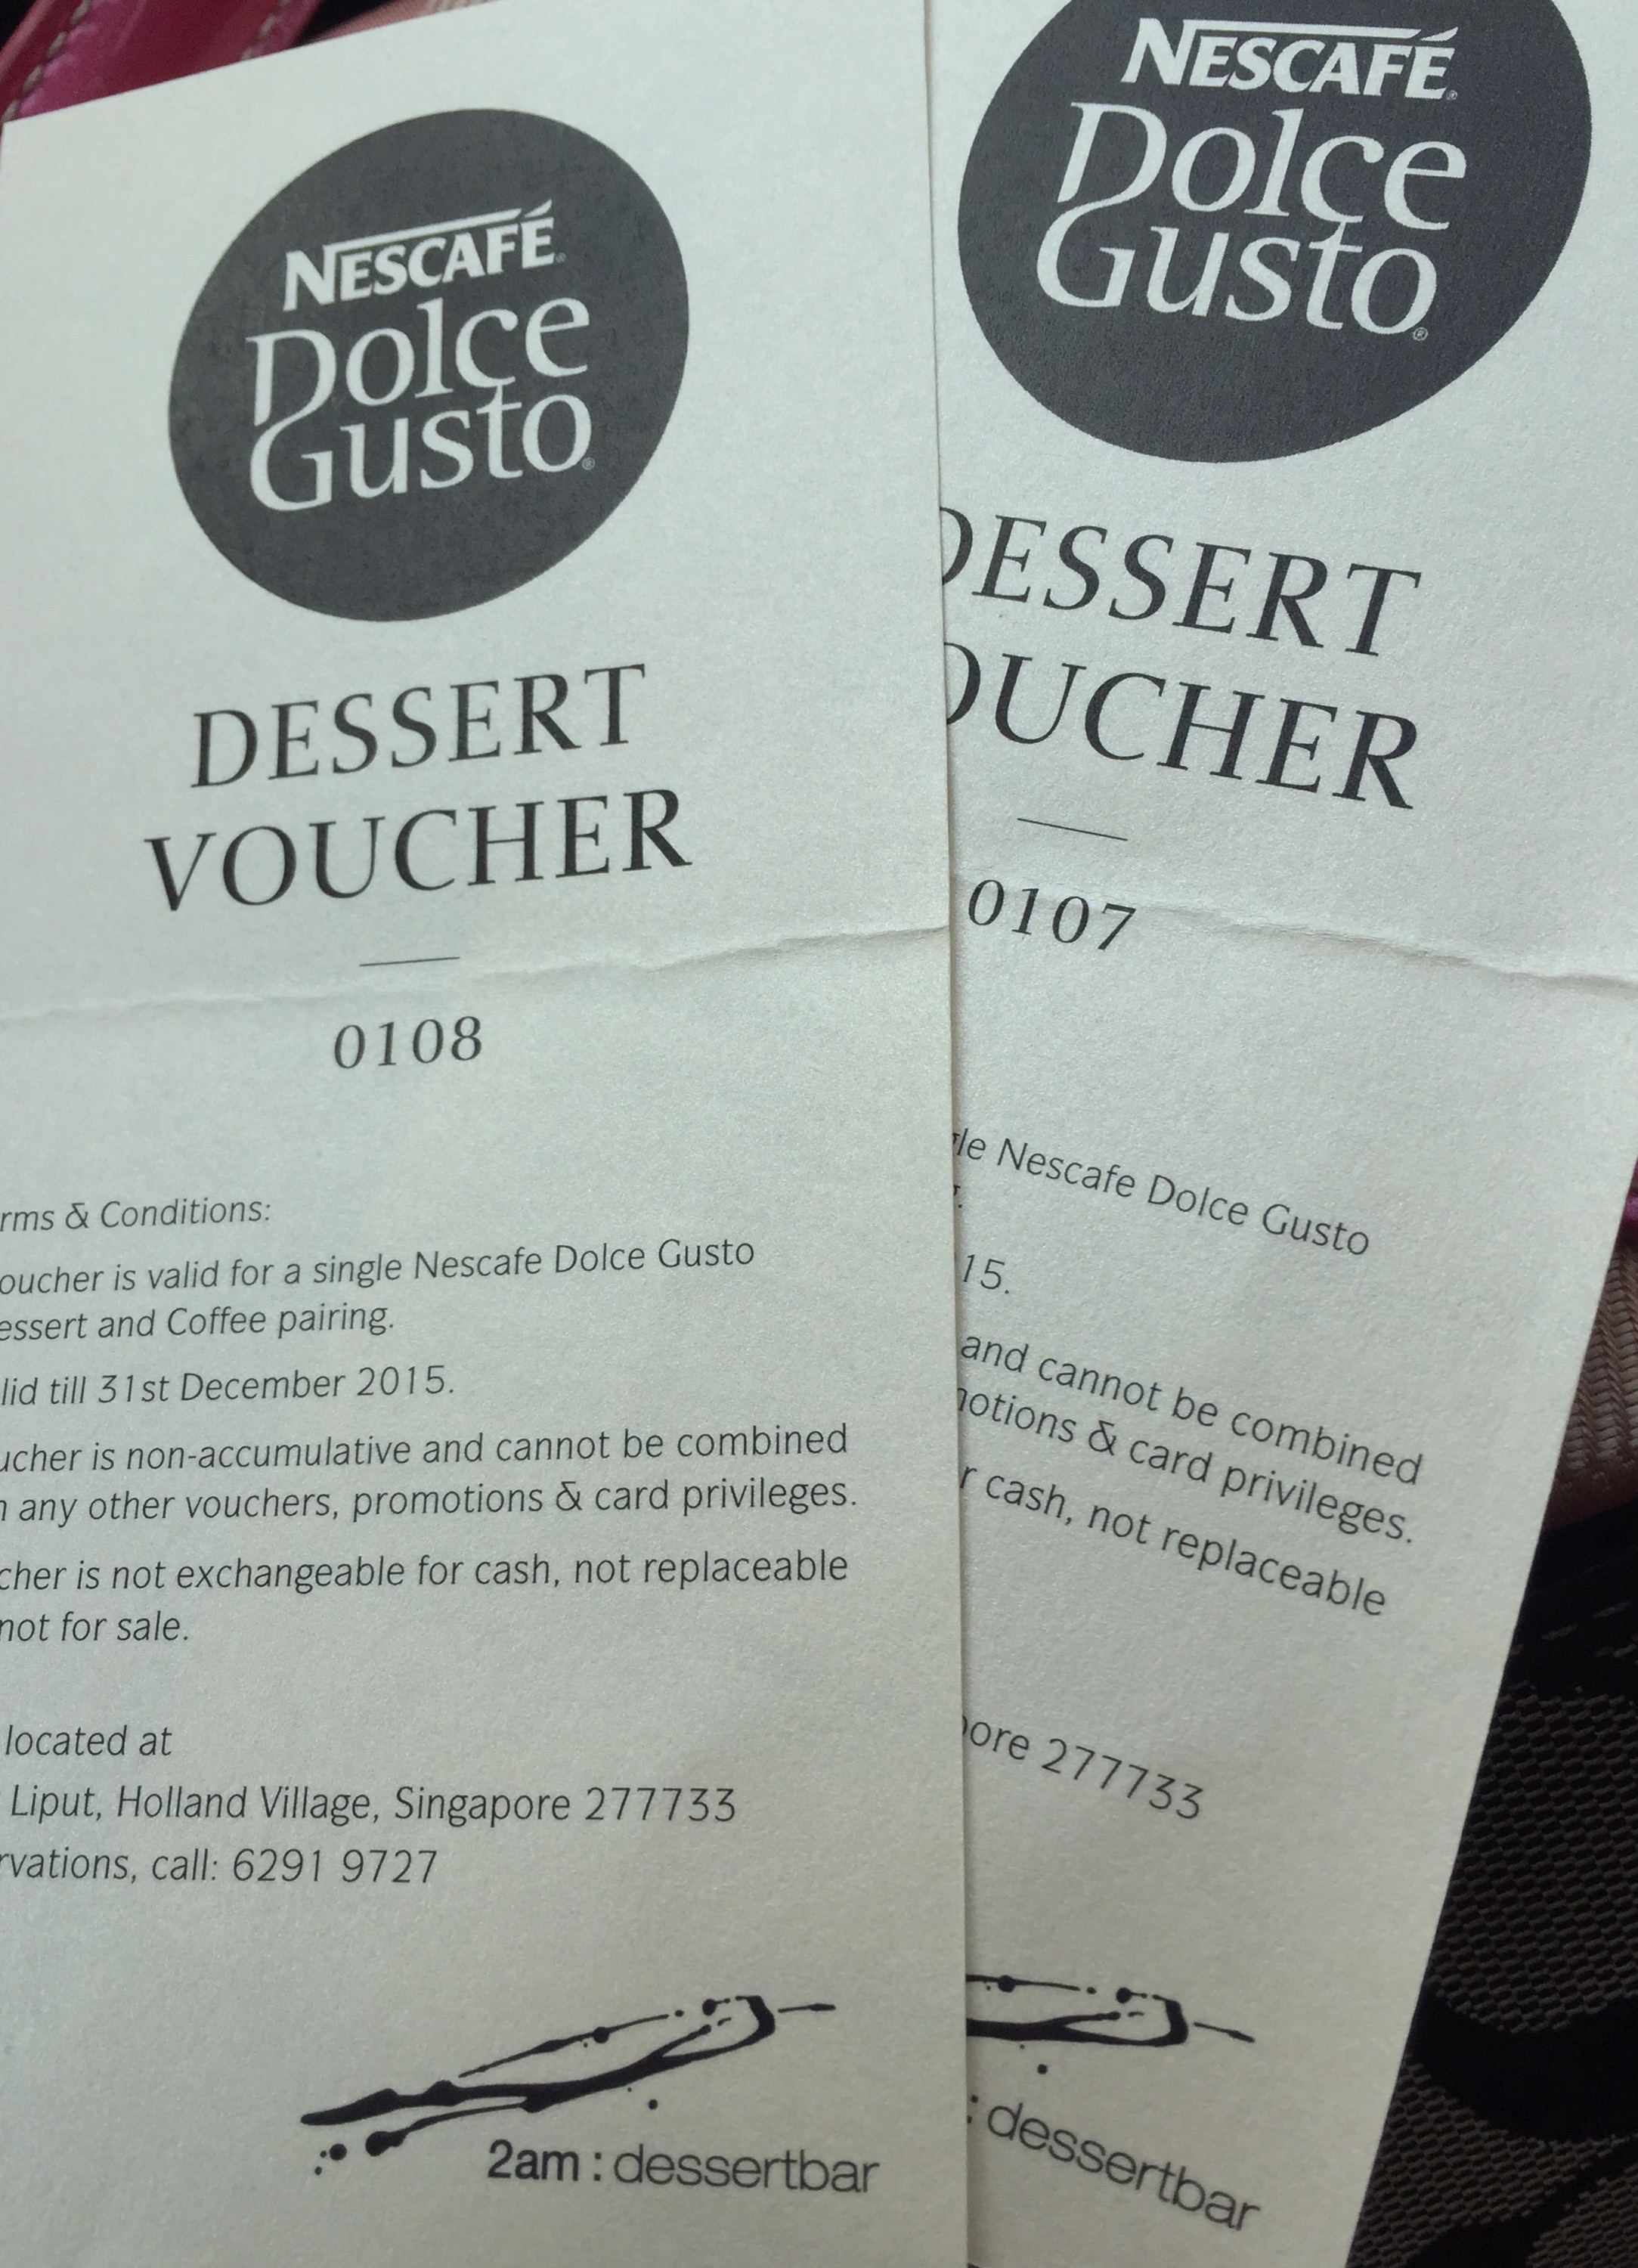 NESCAFÉ
Dolce
Gusto
DESSERT
VOUCHER
0108
rms & Conditions:
oucher is valid for a single Nescafe Dolce Gusto
essert and Coffee pairing.
lid till 31st December 2015.
ucher is non-accumulative and cannot be combined
any other vouchers, promotions & card privileges.
cher is not exchangeable for cash, not replaceable
not for sale.
located at
Liput, Holland Village, Singapore 277733
rvations, call: 6291 9727
2am : dessertbar
NESCAFÉ
Dolce
Gusto
DESSERT
OUCHER
0107
le Nescafe Dolce Gusto
15.
and cannot be combined
otions & card privileges.
r cash, not replaceable
ore 277733
: dessertbar